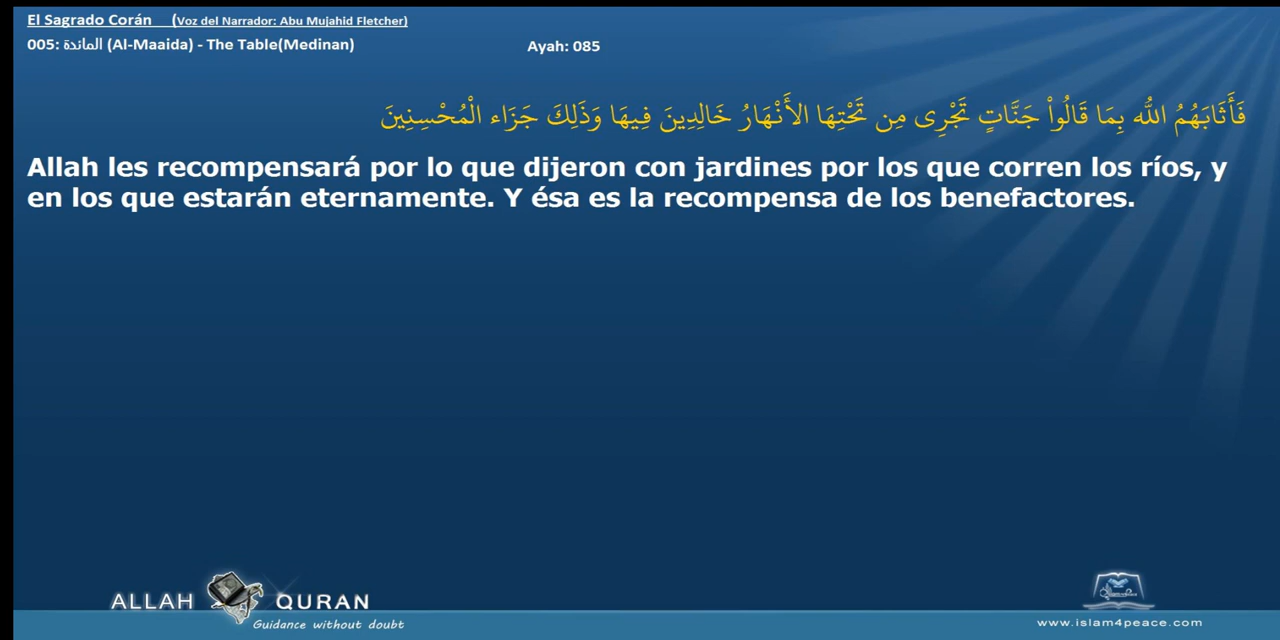 El Sagrado Corán (Voz del Narrador: Abu Mujahid Fletcher)
005: المائدة (Al-Maaida) - The Table(Medinan) Ayah: 085
فَأَثَابَهُمُ اللّه بِمَا قَالُواْ جَنَّاتٍ تَجْرِى مِن تَحْتِهَا الأَنْهَارُ خَالِدِينَ فِيهَا وَذَلِكَ جَزَاء الْمُحْسِنِينَ
Allah les recompensará por lo que dijeron con jardines por los que corren los ríos, y
en los que estarán eternamente. Y ésa es la recompensa de los benefactores.
ALLAH QURAN
Guidance without doubt
www.islam4peace.com